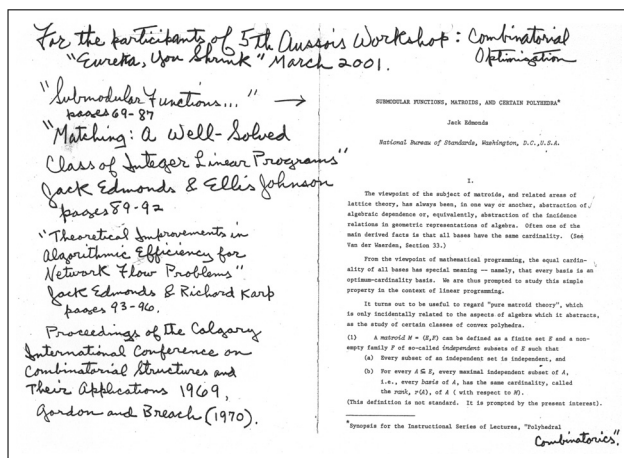 For the participants of 5th Aussois Workshop: Combinatorial
"Eureka, You Shrink" March 2001. Optimization
"Submodular Functions..." →
pages 69-87
"Matching: A Well-Solved
Class of Integer Linear Programs"
Jack Edmonds & Ellis Johnson
pages 89-92
"Theoretical Improvements in
Algorithmic Efficiency for
Network Flow Problems"
Jack Edmonds & Richard Karp
pages 93-96.
Proceedings of the Calgary
International Conference on
Combinatorial Structures and
Their Applications 1969,
Gordon and Breach (1970).
SUBMODULAR FUNCTIONS, MATROIDS, AND CERTAIN POLYHEDRA*
Jack Edmonds
National Bureau of Standards, Washington, D.C., U.S.A.
I.
The viewpoint of the subject of matroids, and related areas of
lattice theory, has always been, in one way or another, abstraction of
algebraic dependence or, equivalently, abstraction of the incidence
relations in geometric representations of algebra. Often one of the
main derived facts is that all bases have the same cardinality. (See
Van der Waerden, Section 33.)
From the viewpoint of mathematical programming, the equal cardin-
ality of all bases has special meaning -- namely, that every basis is an
optimum-cardinality basis. We are thus prompted to study this simple
property in the context of linear programming.
It turns out to be useful to regard "pure matroid theory", which
is only incidentally related to the aspects of algebra which it abstracts,
as the study of certain classes of convex polyhedra.
(1) A matroid M = (E,F) can be defined as a finite set E and a non-
empty family F of so-called independent subsets of E such that
(a) Every subset of an independent set is independent, and
(b) For every A ⊆ E, every maximal independent subset of A,
i.e., every basis of A, has the same cardinality, called
the rank, r(A), of A (with respect to M).
(This definition is not standard. It is prompted by the present interest).
*Synopsis for the Instructional Series of Lectures, "Polyhedral
Combinatorics".